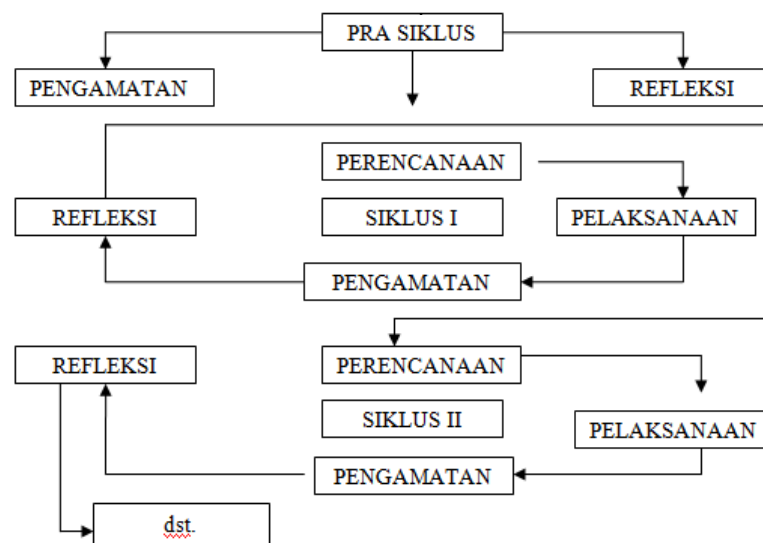 PRA SIKLUS
PENGAMATAN
REFLEKSI
PERENCANAAN
REFLEKSI
SIKLUS I
PELAKSANAAN
PENGAMATAN
REFLEKSI
PERENCANAAN
SIKLUS II
PELAKSANAAN
PENGAMATAN
dst.